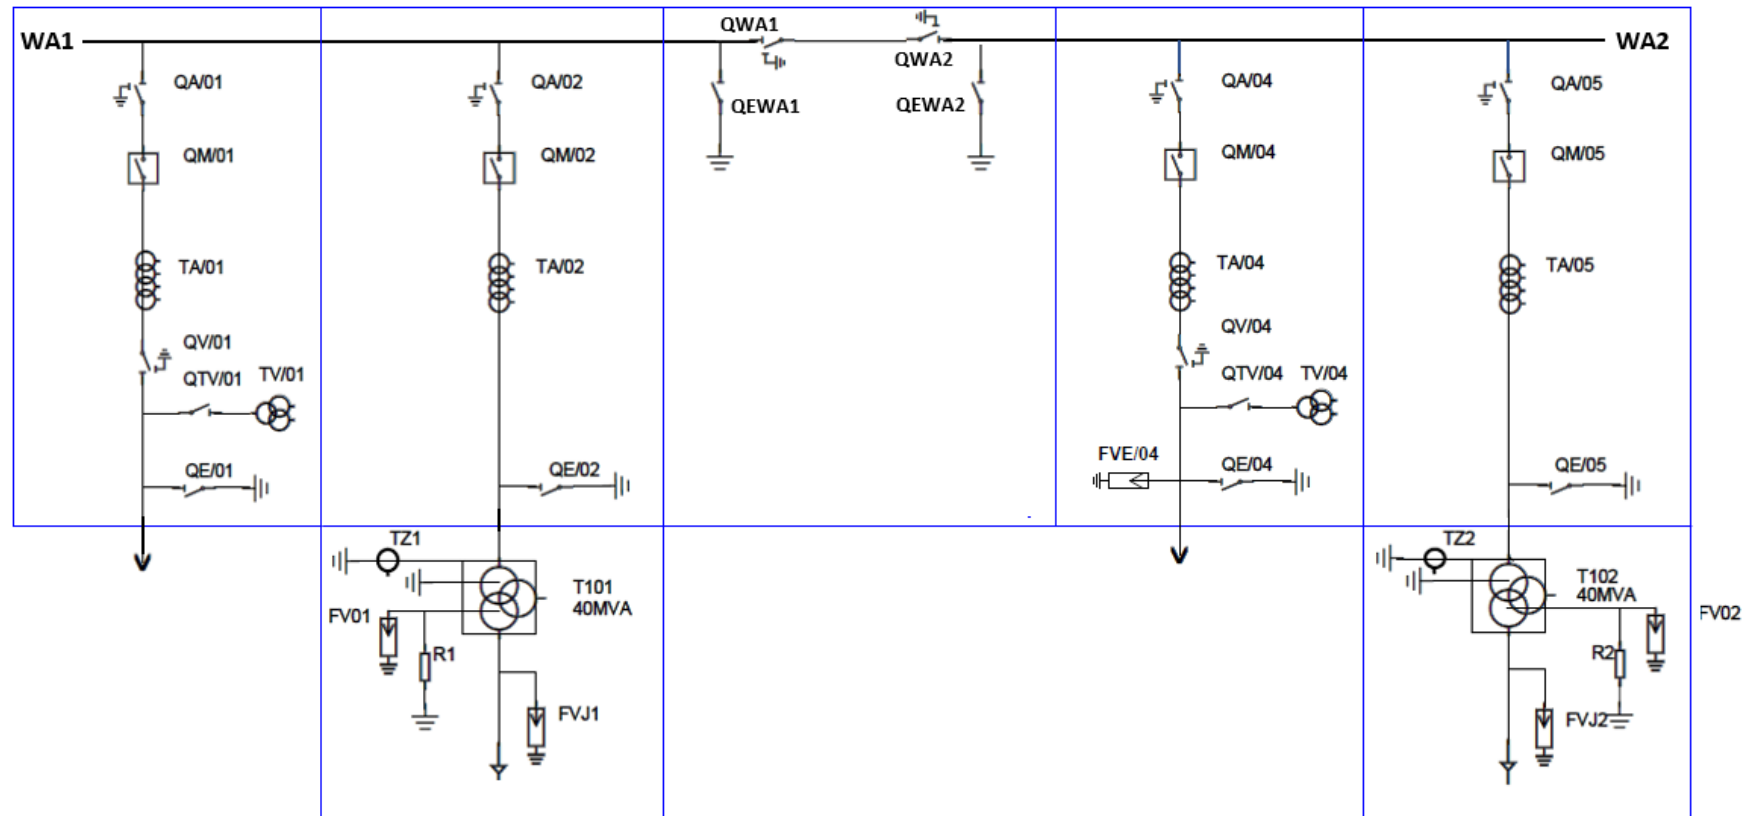 WA1
QWA1
QWA2
WA2
QA/01
QA/02
QEWA1
QEWA2
QA/04
QA/05
QM/01
QM/02
QM/04
QM/05
TA/01
TA/02
TA/04
TA/05
QV/01
QV/04
QTV/01
TV/01
QTV/04
TV/04
QE/01
QE/02
FVE/04
QE/04
QE/05
TZ1
T101
40MVA
FV01
R1
FVJ1
TZ2
T102
40MVA
FV02
R2
FVJ2